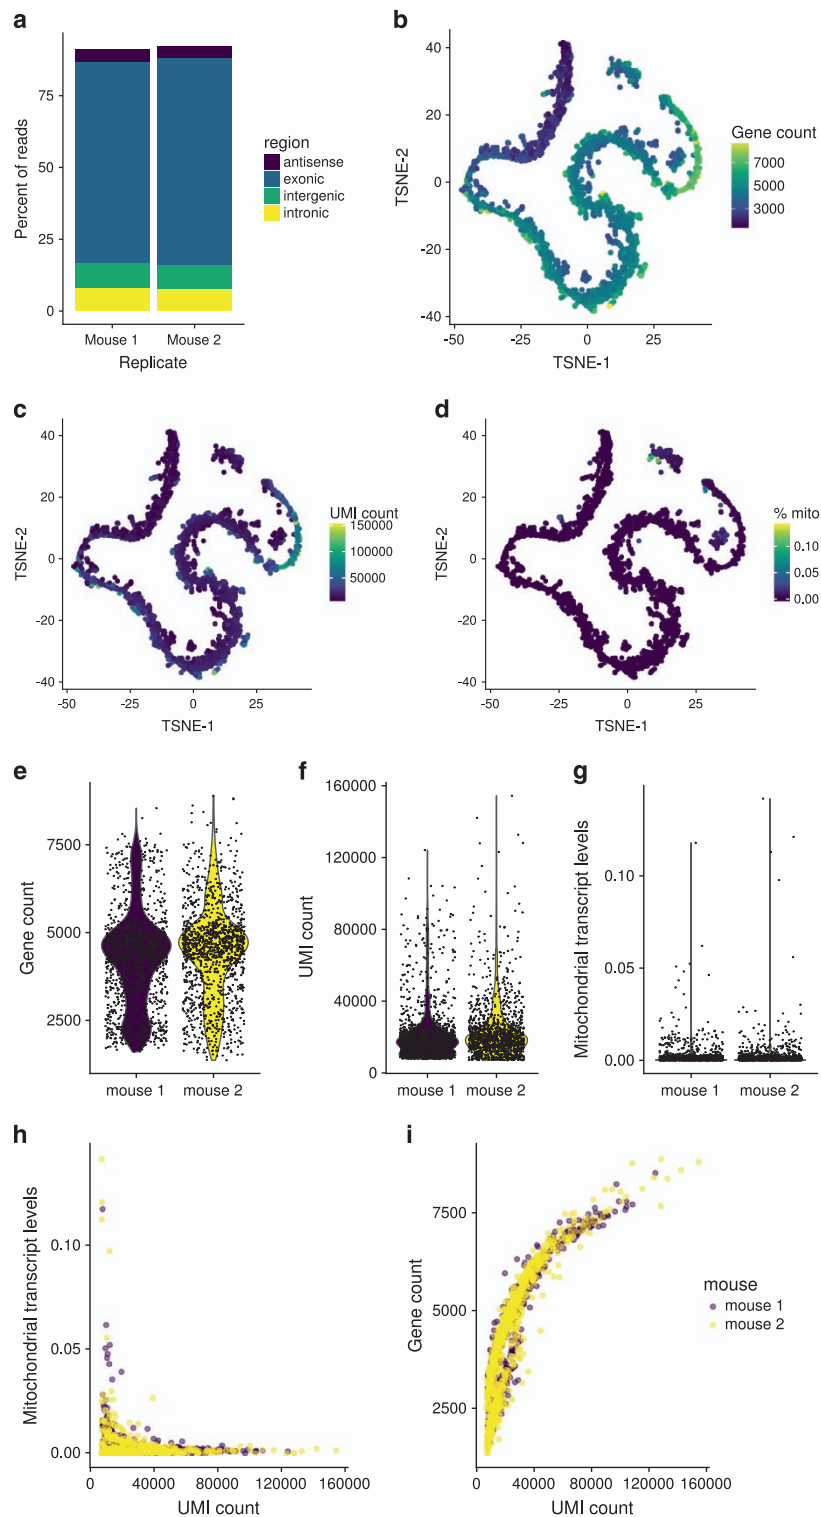 a
Percent of reads
75
50
25
0
Mouse 1
Mouse 2
Replicate
region
antisense
exonic
intergenic
intronic
b
TSNE-2
40
20
0
-20
-40
-50
-25
0
25
TSNE-1
Gene count
7000
5000
3000
c
TSNE-2
40
20
0
-20
-40
-50
-25
0
25
TSNE-1
UMI count
150000
100000
50000
d
TSNE-2
40
20
0
-20
-40
-50
-25
0
25
TSNE-1
% mito
0.10
0.05
0.00
e
Gene count
7500
5000
2500
mouse 1
mouse 2
f
UMI count
160000
120000
80000
40000
0
mouse 1
mouse 2
g
Mitochondrial transcript levels
0.10
0.05
0.00
mouse 1
mouse 2
h
Mitochondrial transcript levels
0.10
0.05
0.00
0
40000
80000
120000
160000
UMI count
i
Gene count
7500
5000
2500
0
40000
80000
120000
160000
UMI count
mouse
mouse 1
mouse 2